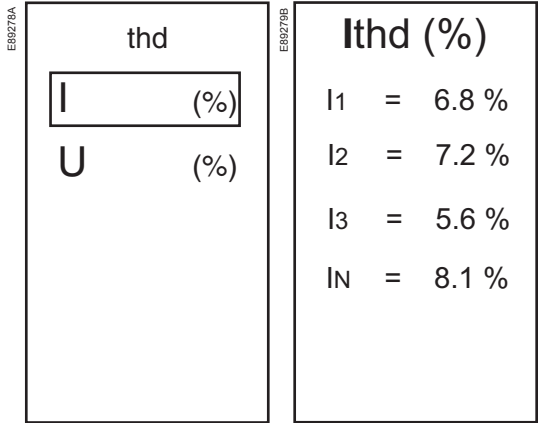 E89278A
thd
I (%)
U (%)
E89279B
Ithd (%)
I1 = 6.8 %
I2 = 7.2 %
I3 = 5.6 %
IN = 8.1 %